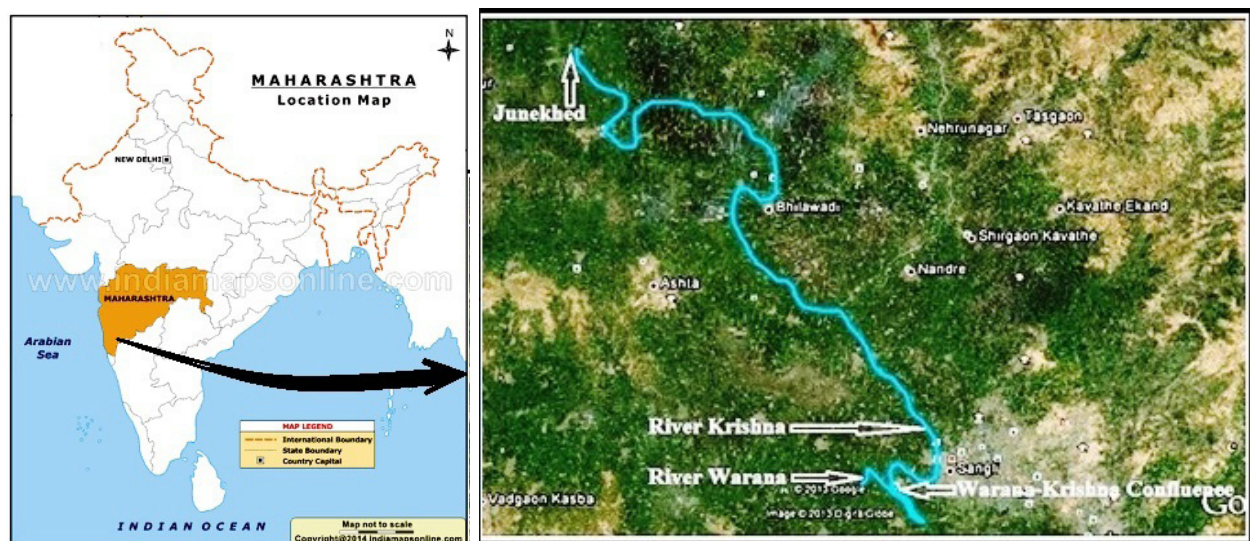 N
MAHARASHTRA
Location Map
NEW DELHI
www.indiamapsonline.com
MAHARASHTRA
Arabian
Sea
MAP LEGEND
International Boundary
State Boundary
Country Capital
INDIAN OCEAN
Map not to scale
Copyright@2014 indiamapsonline.com
Junekhed
Nehrunagar
Tasgaon
Bhilawadi
Kavathe Ekand
Shirgaon Kavathe
Nandre
Ashta
River Krishna
River Warana
Sangli
© 2013 Google
Warana-Krishna Confluence
Vadgaon Kasba
Image © 2013 DigitalGlobe
Go